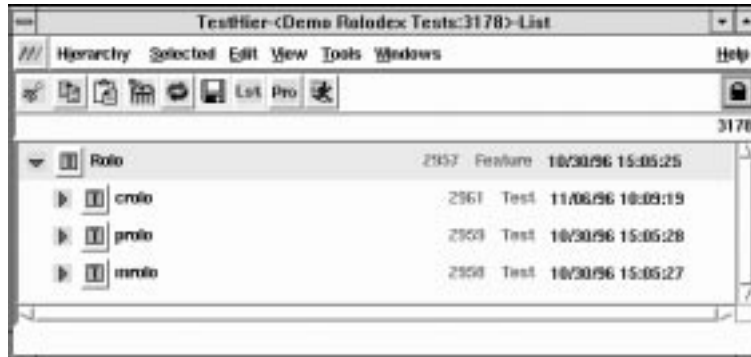 TestHier-<Demo Rolodex Tests:3178>-List
Hierarchy Selected Edit View Tools Windows Help
Lst Pro
3178
Rolo 2957 Feature 10/30/96 15:05:25
crolo 2961 Test 11/06/96 10:09:19
prolo 2959 Test 10/30/96 15:05:28
mrolo 2958 Test 10/30/96 15:05:27